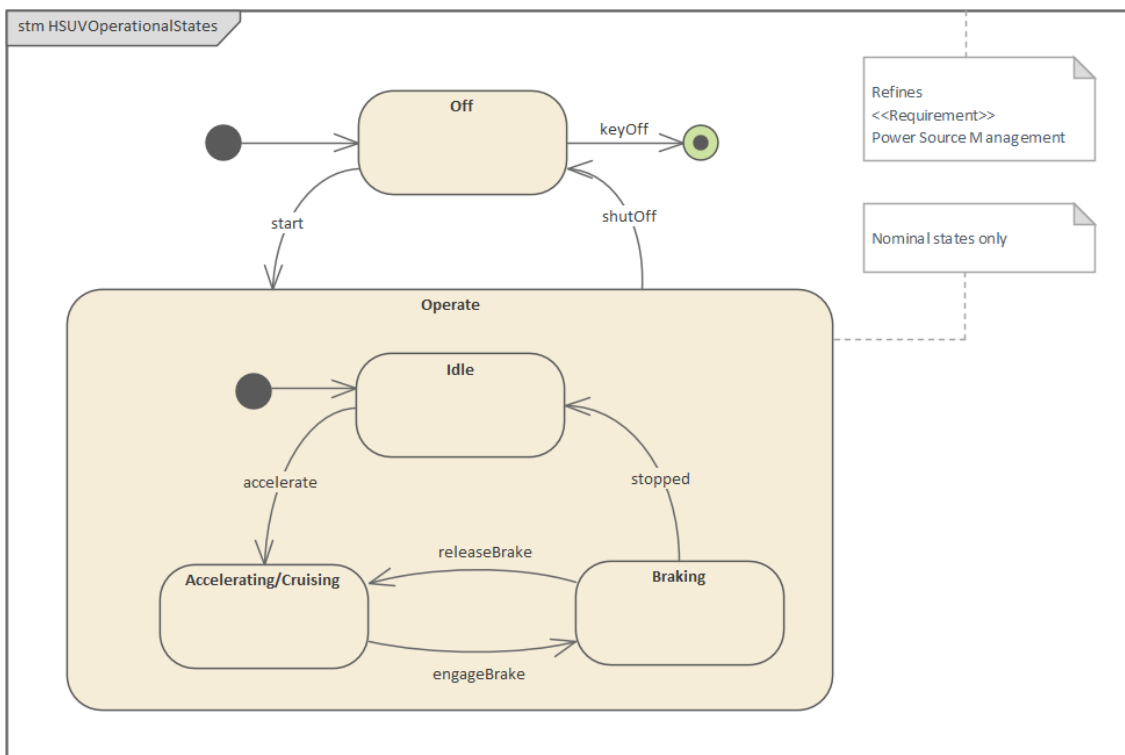 stm HSUVOperationalStates
Off
keyOff
Refines
<<Requirement>>
Power Source Management
start
shutOff
Nominal states only
Operate
Idle
accelerate
stopped
releaseBrake
Accelerating/Cruising
Braking
engageBrake